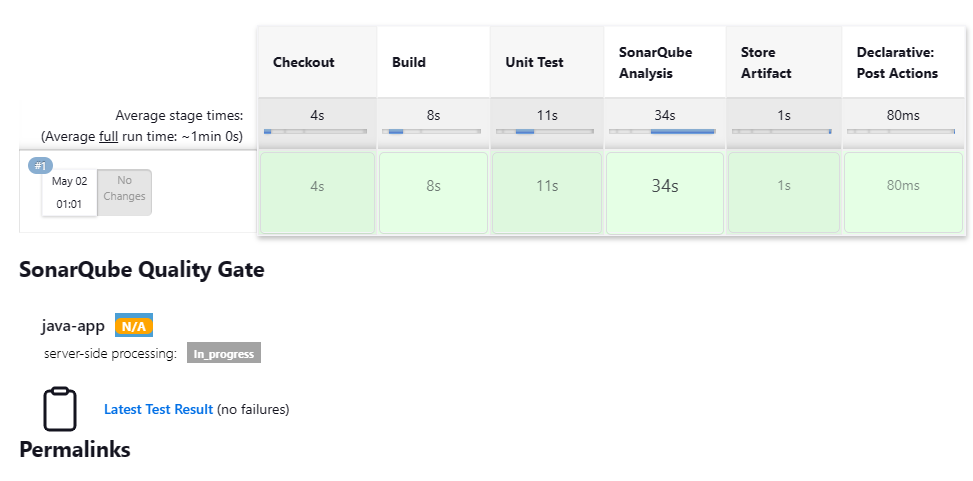 Checkout
Build
Unit Test
SonarQube
Analysis
Store
Artifact
Declarative:
Post Actions
Average stage times:
(Average full run time: ~1min 0s)
4s
8s
11s
34s
1s
80ms
#1
May 02
01:01
No
Changes
4s
8s
11s
34s
1s
80ms
SonarQube Quality Gate
java-app N/A
server-side processing: In_progress
Latest Test Result (no failures)
Permalinks